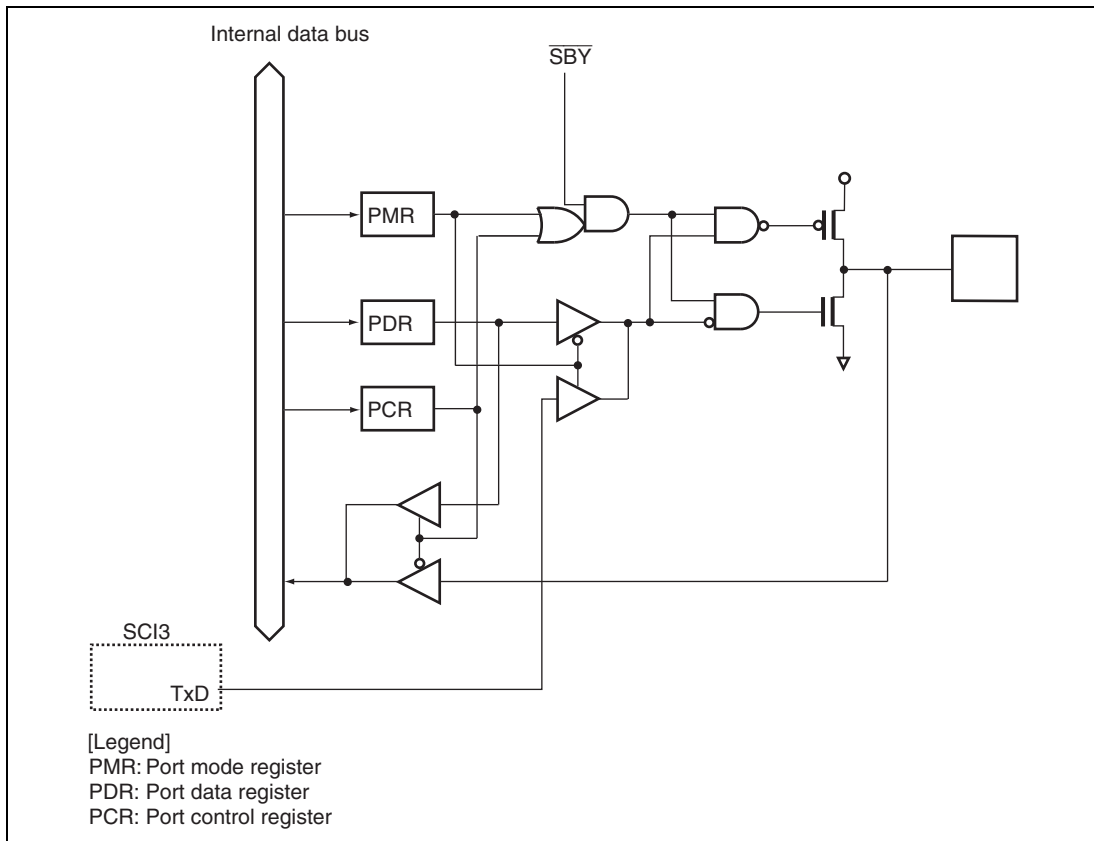 Internal data bus
SBY
PMR
PDR
PCR
SCI3
TxD
[Legend]
PMR: Port mode register
PDR: Port data register
PCR: Port control register